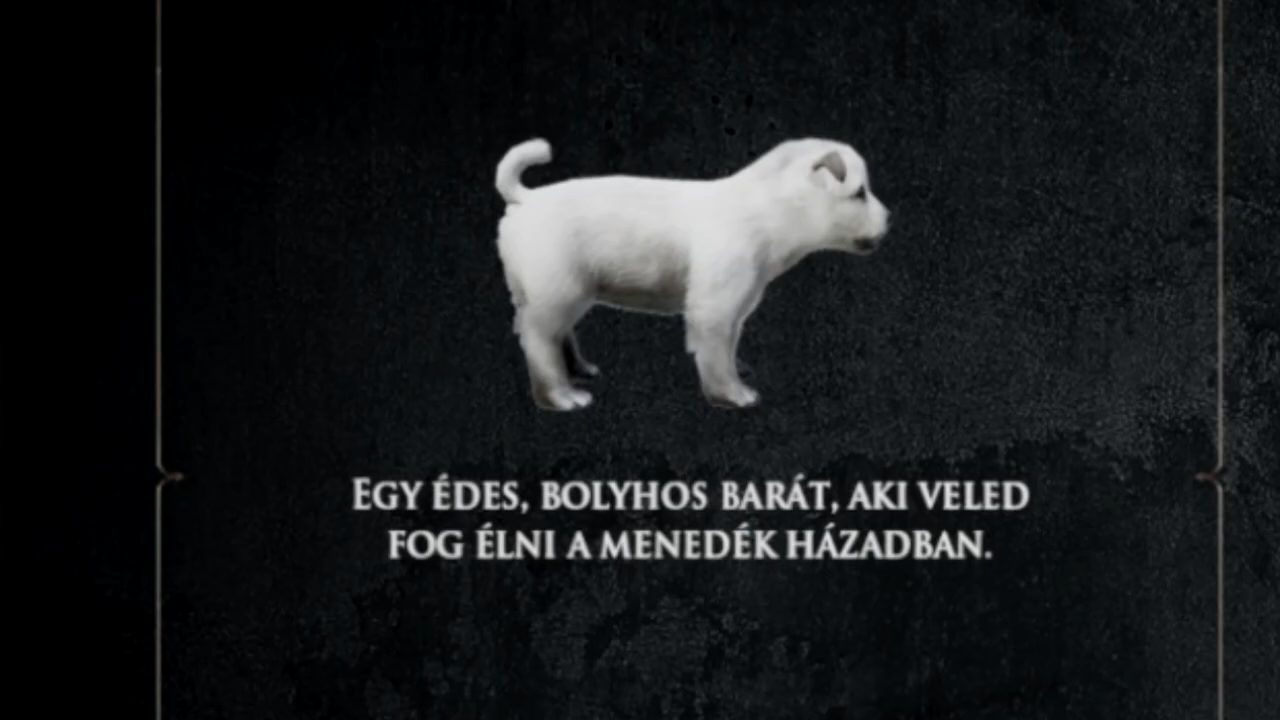 Egy édes, bolyhos barát, aki veled
fog élni a menedék házadban.